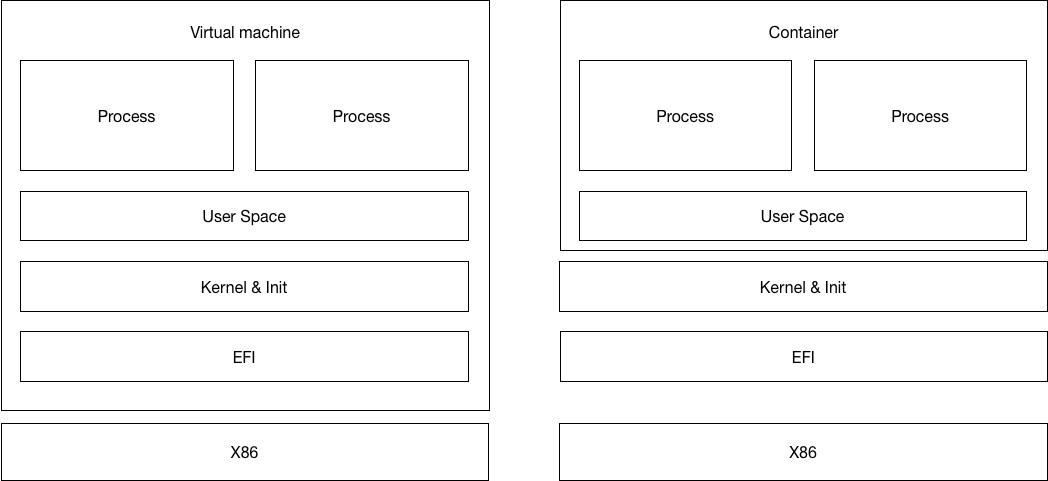 Virtual machine
Process
Process
User Space
Kernel & Init
EFI
X86
Container
Process
Process
User Space
Kernel & Init
EFI
X86